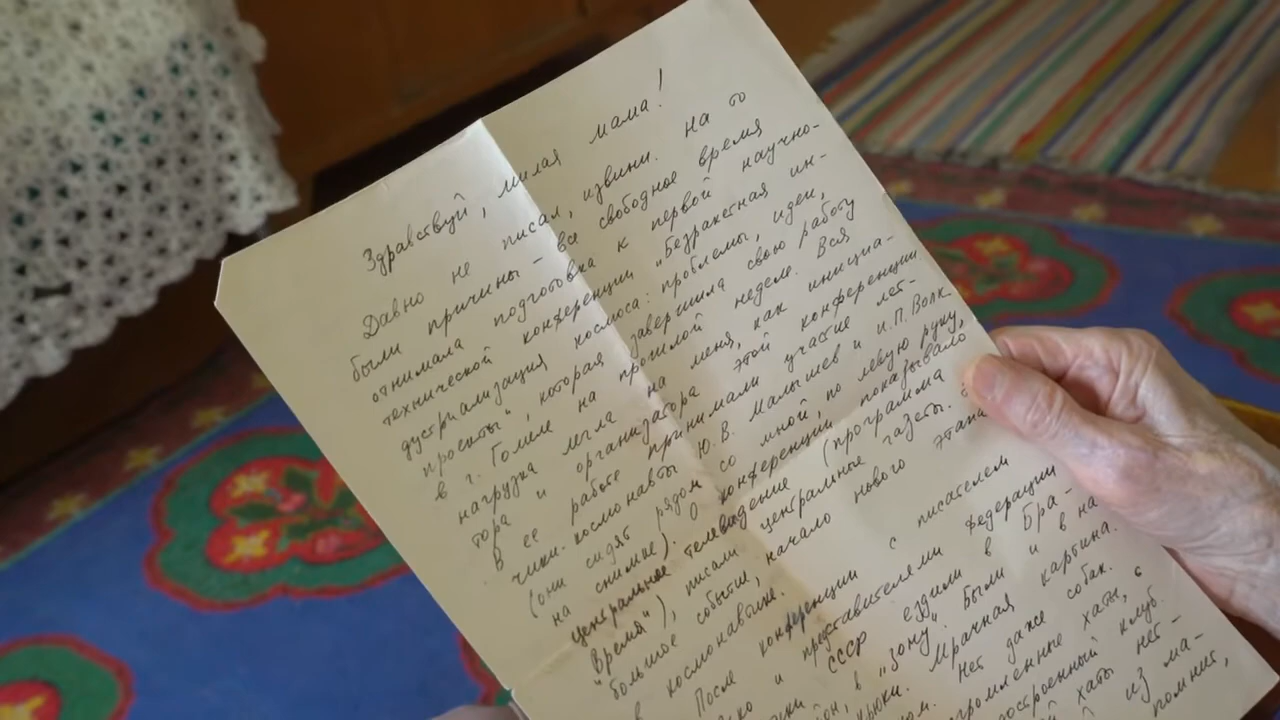 Здравствуй, милая мама!
Давно не писал, извини. На то
были причины – все свободное время
отнимала подготовка к первой научно-
технической конференции „Безракетная ин-
дустриализация космоса: проблемы, идеи,
проекты", которая завершила свою работу
в г. Гомеле на прошлой неделе. Вся
нагрузка легла на меня, как инициа-
тора и организатора этой конференции.
В ее работе принимали участие лет-
чики-космонавты Ю.В. Малышев и И.П. Волк
(они сидят рядом со мной, по левую руку,
на снимке). О конференции показывало
центральное телевидение (программа
"Время"), писали центральные газеты.
"большое событие, начало нового этапа
в космонавтике.
После конференции с писателем
и представителями федерации
СССР ездили в Бра-
в „зону". Были и в
Мрачная картина.
Нет даже собак.
хаты, с
клуб.
хаты нет
из ма-
помнит,